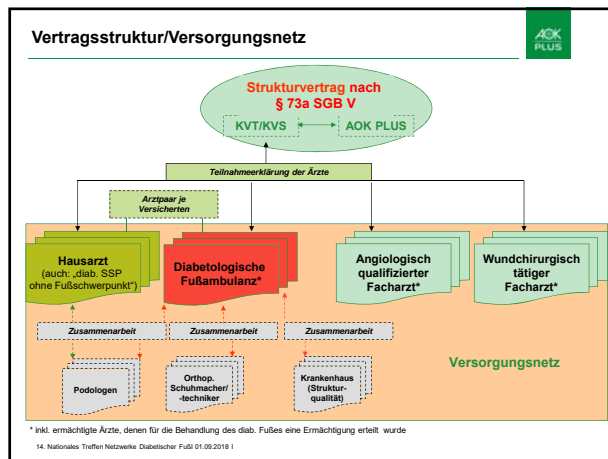 Vertragsstruktur/Versorgungsnetz
AOK
PLUS
Strukturvertrag nach
§ 73a SGB V
KVT/KVS
AOK PLUS
Teilnahmeerklärung der Ärzte
Arztpaar je
Versicherten
Hausarzt
(auch: „diab. SSP
ohne Fußschwerpunkt“)
Diabetologische
Fußambulanz*
Angiologisch
qualifizierter
Facharzt*
Wundchirurgisch
tätiger
Facharzt*
Zusammenarbeit
Zusammenarbeit
Zusammenarbeit
Versorgungsnetz
Podologen
Orthop.
Schuhmacher/
-techniker
Krankenhaus
(Struktur-
qualität)
* inkl. ermächtigte Ärzte, denen für die Behandlung des diab. Fußes eine Ermächtigung erteilt wurde
14. Nationales Treffen Netzwerke Diabetischer Fußl 01.09.2018 I